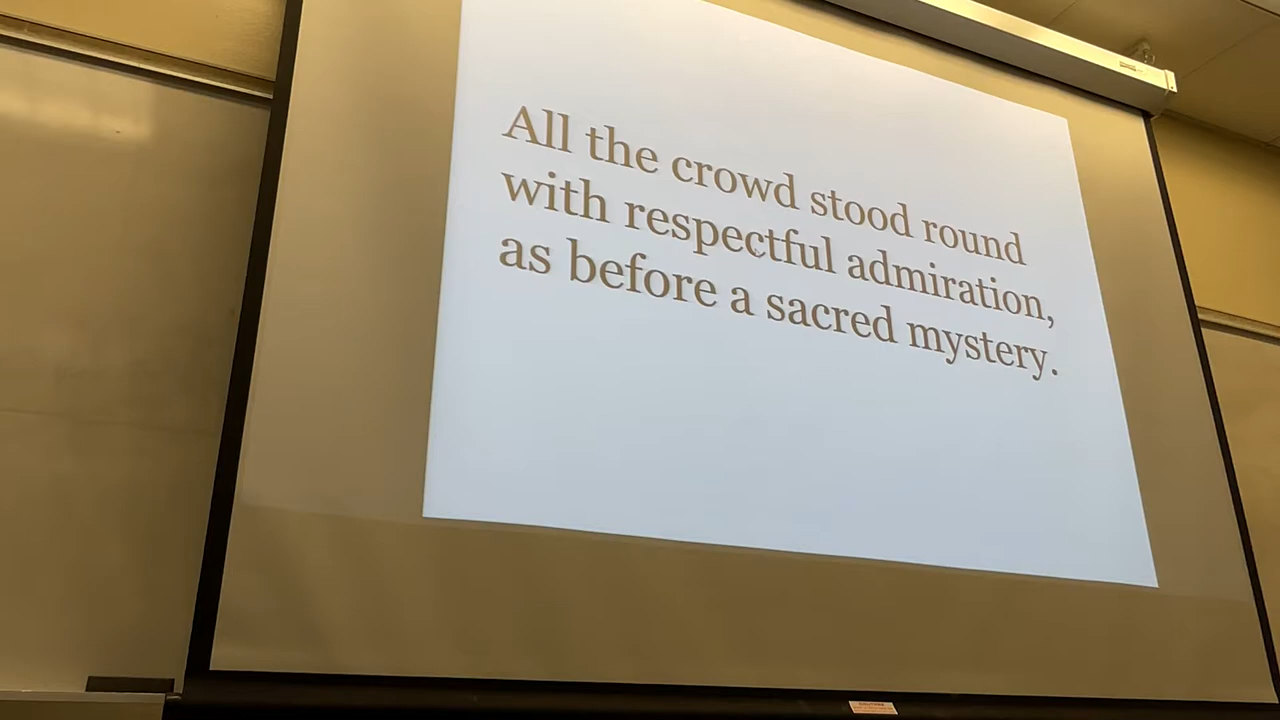 All the crowd stood round
with respectful admiration,
as before a sacred mystery.